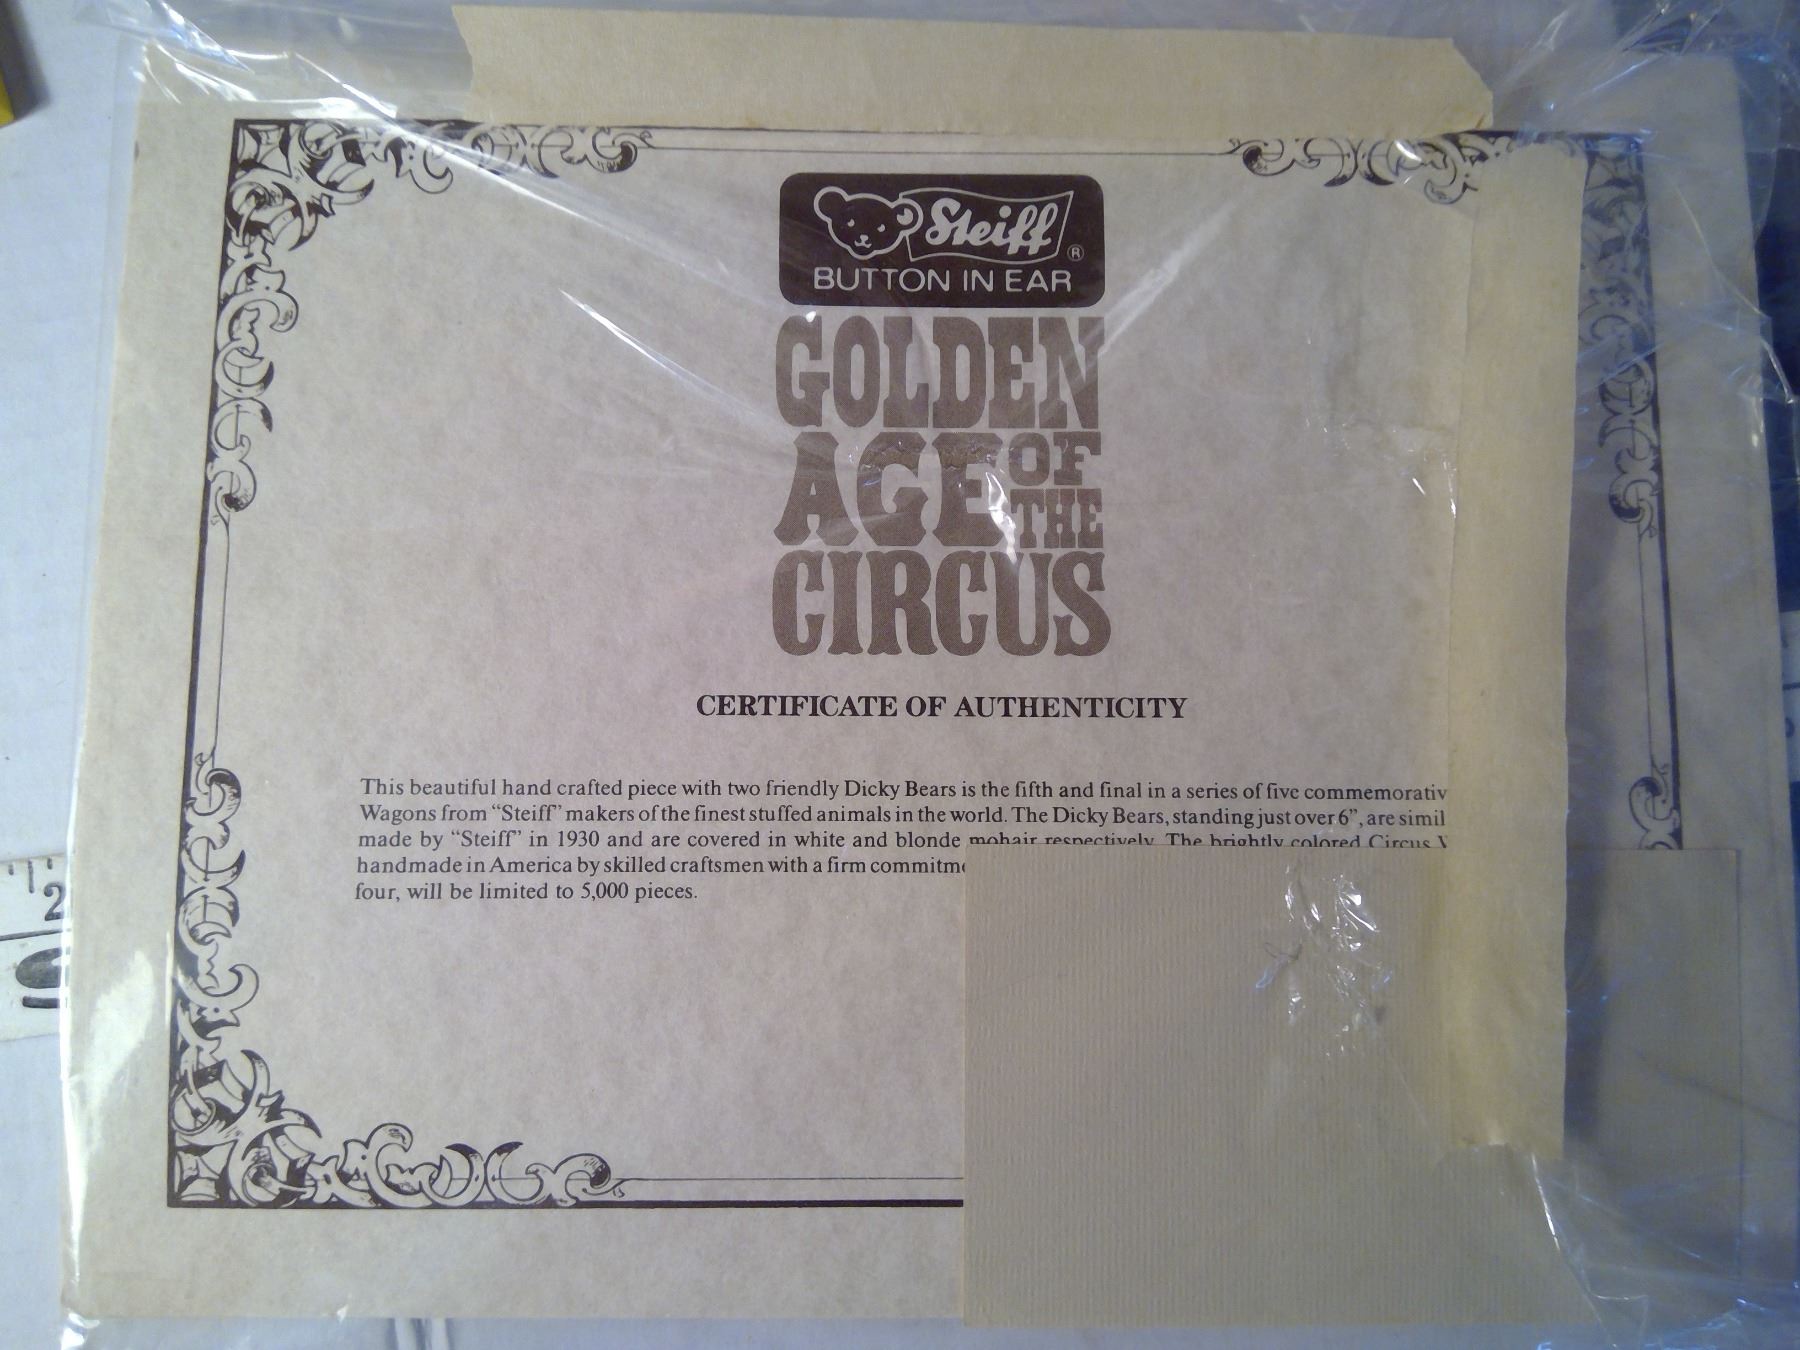 Steiff ®
BUTTON IN EAR
GOLDEN
AGE OF
THE
CIRCUS
CERTIFICATE OF AUTHENTICITY
This beautiful hand crafted piece with two friendly Dicky Bears is the fifth and final in a series of five commemorativ
Wagons from “Steiff” makers of the finest stuffed animals in the world. The Dicky Bears, standing just over 6”, are simil
made by “Steiff” in 1930 and are covered in white and blonde mohair respectively. The brightly colored Circus
handmade in America by skilled craftsmen with a firm commitm
four, will be limited to 5,000 pieces.
2